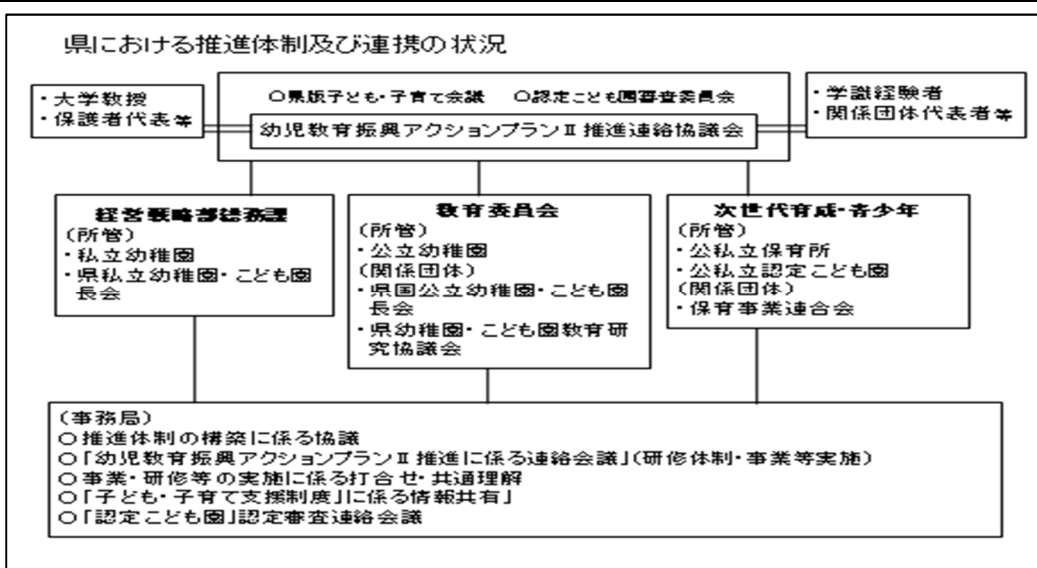 県における推進体制及び連携の状況
・大学教授
・保護者代表等
○県版子ども・子育て会議 ○認定こども園審査委員会
幼児教育振興アクションプランⅡ推進連絡協議会
・学識経験者
・関係団体代表者等
経営戦略部総務課
(所管)
・私立幼稚園
・県私立幼稚園・こども園
長会
教育委員会
(所管)
・公立幼稚園
(関係団体)
・県国公立幼稚園・こども園
長会
・県幼稚園・こども園教育研
究協議会
次世代育成・青少年
(所管)
・公私立保育所
・公私立認定こども園
(関係団体)
・保育事業連合会
(事務局)
○推進体制の構築に係る協議
○「幼児教育振興アクションプランⅡ推進に係る連絡会議」(研修体制・事業等実施)
○事業・研修等の実施に係る打合せ・共通理解
○「子ども・子育て支援制度」に係る情報共有」
○「認定こども園」認定審査連絡会議